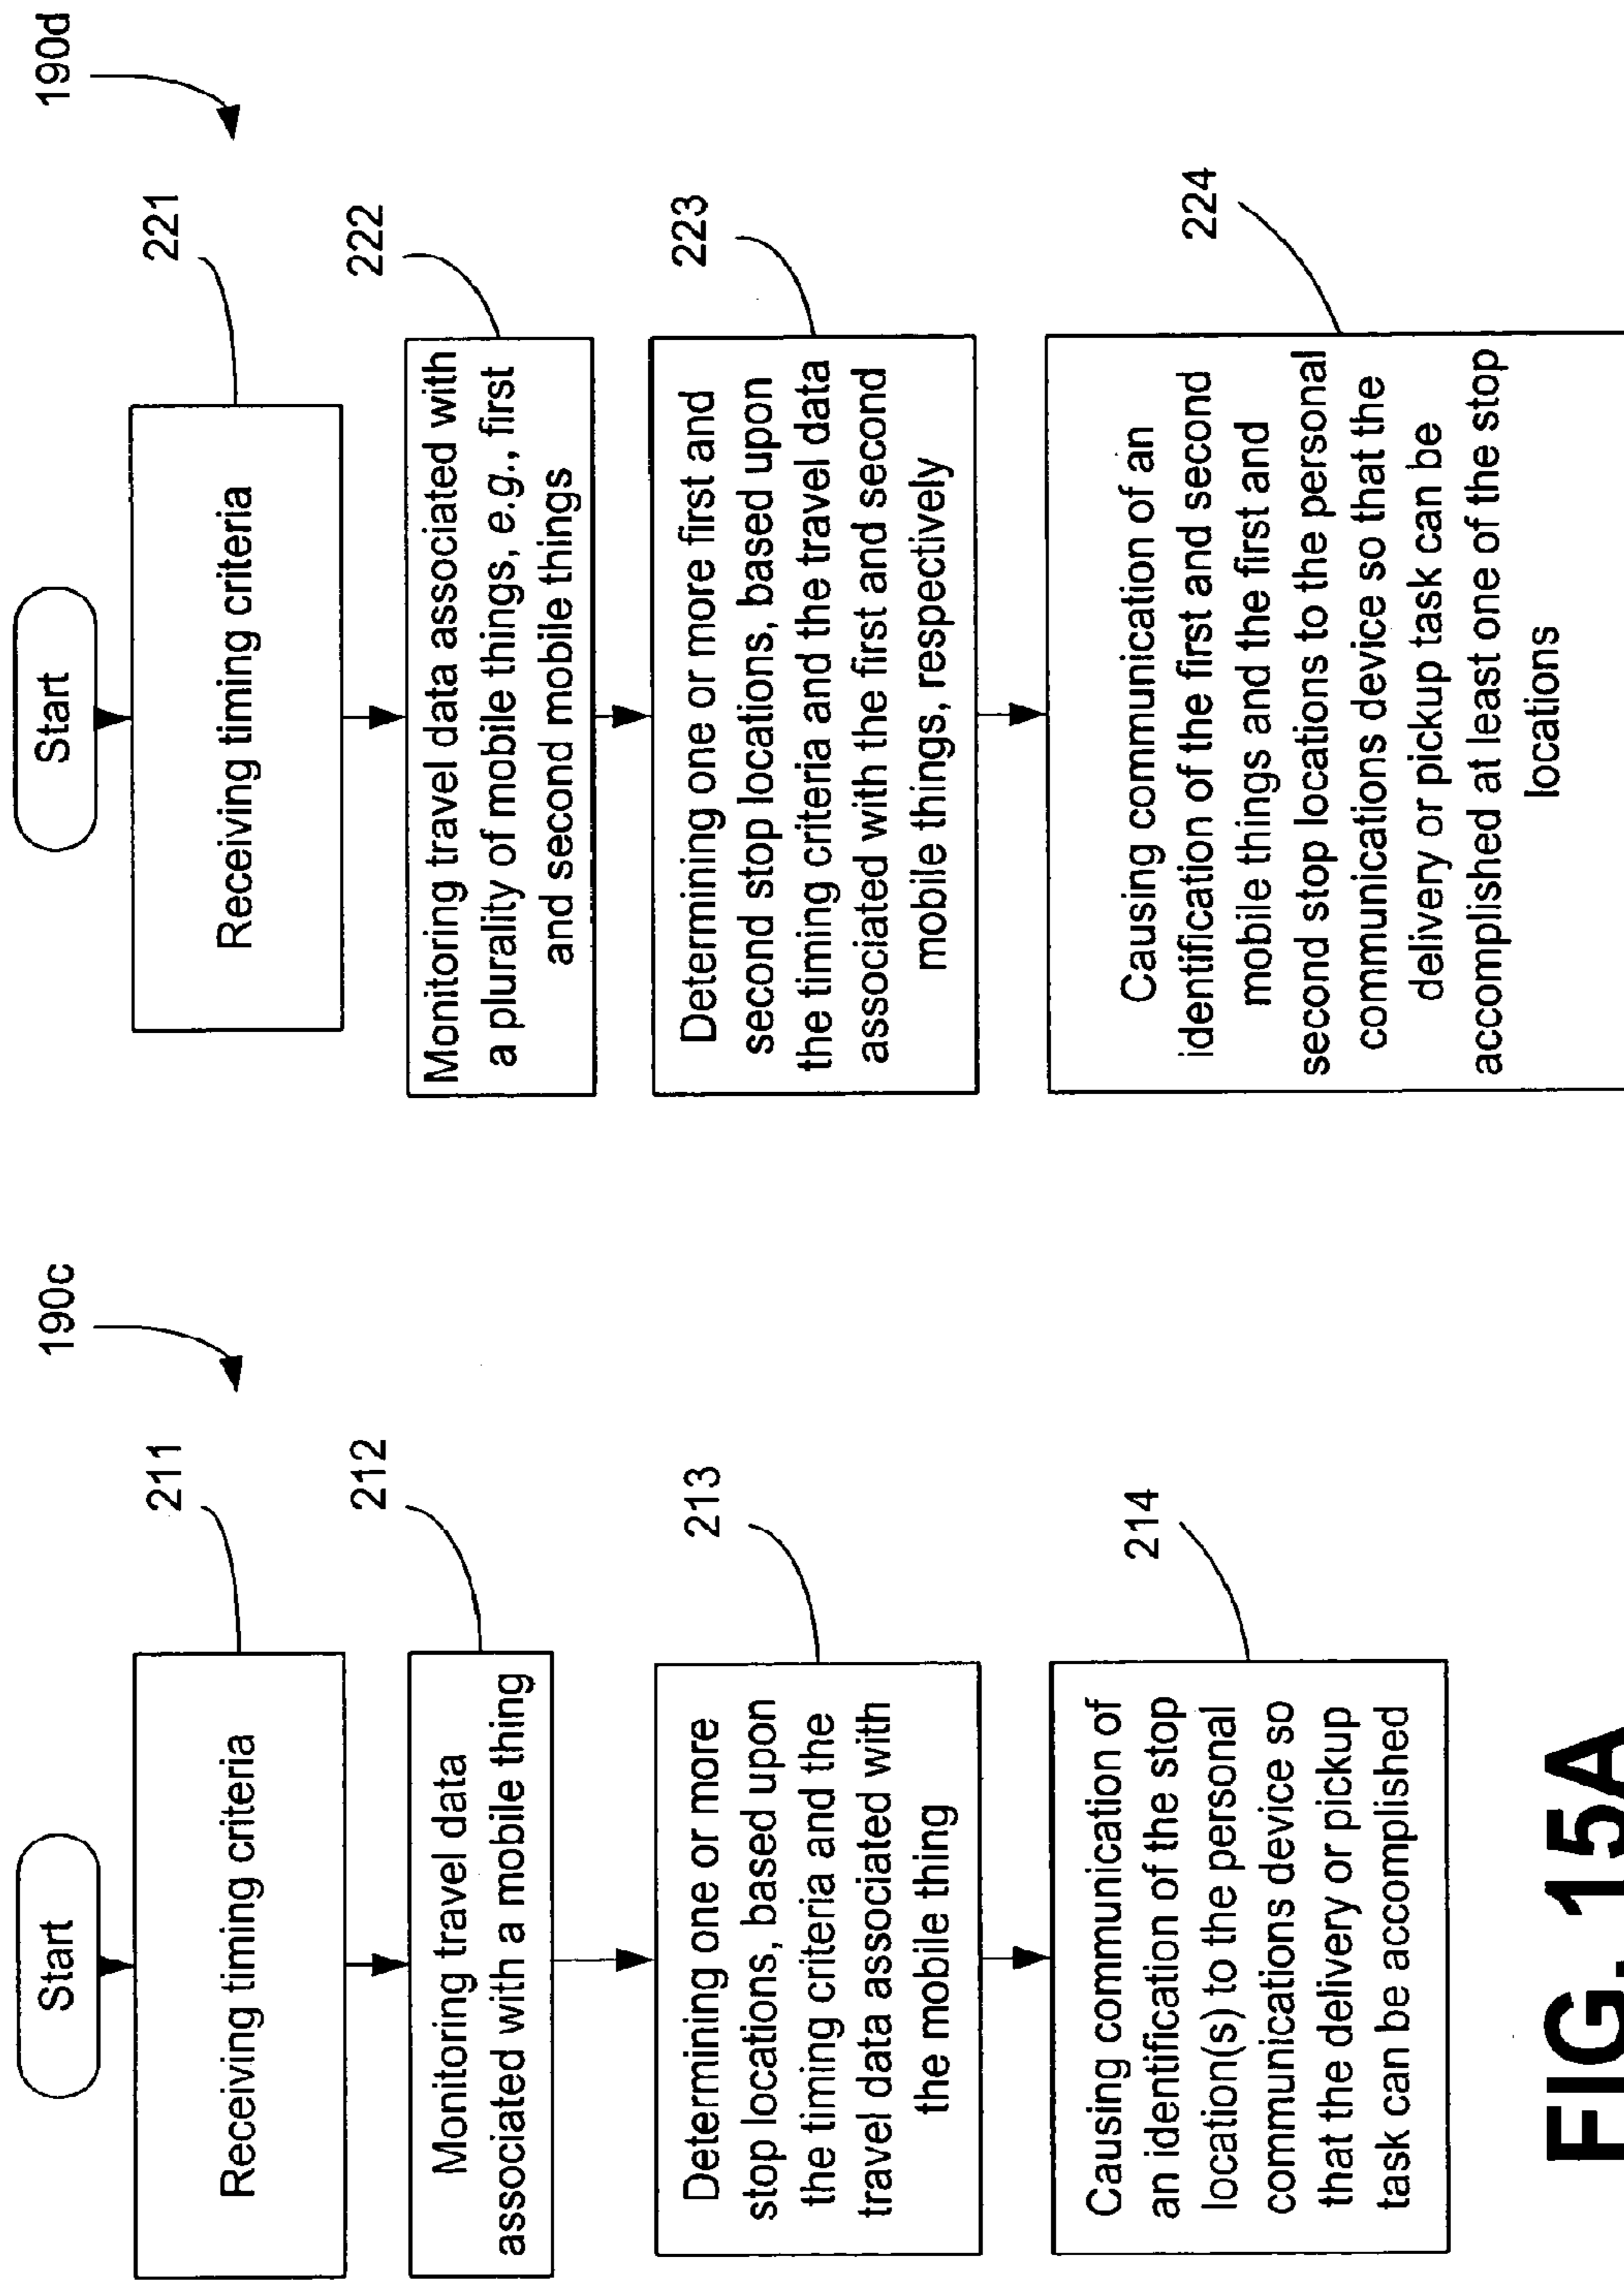 190c
Start
211
Receiving timing criteria
212
Monitoring travel data
associated with a mobile thing
213
Determining one or more
stop locations, based upon
the timing criteria and the
travel data associated with
the mobile thing
214
Causing communication of
an identification of the stop
location(s) to the personal
communications device so
that the delivery or pickup
task can be accomplished
FIG. 15A
190d
Start
221
Receiving timing criteria
222
Monitoring travel data associated with
a plurality of mobile things, e.g., first
and second mobile things
223
Determining one or more first and
second stop locations, based upon
the timing criteria and the travel data
associated with the first and second
mobile things, respectively
224
Causing communication of an
identification of the first and second
mobile things and the first and
second stop locations to the personal
communications device so that the
delivery or pickup task can be
accomplished at least one of the stop
locations